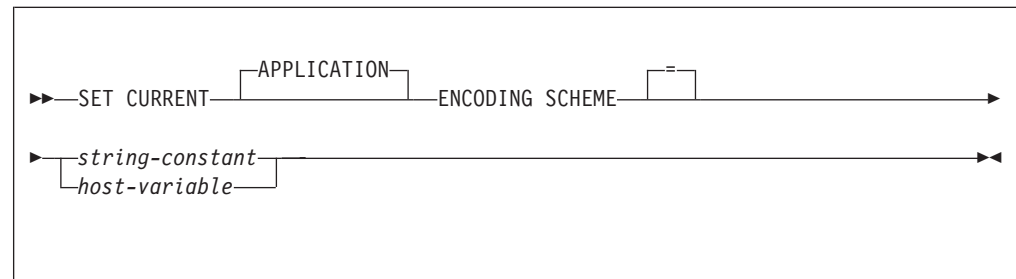 APPLICATION =
SET CURRENT ENCODING SCHEME
string-constant
host-variable